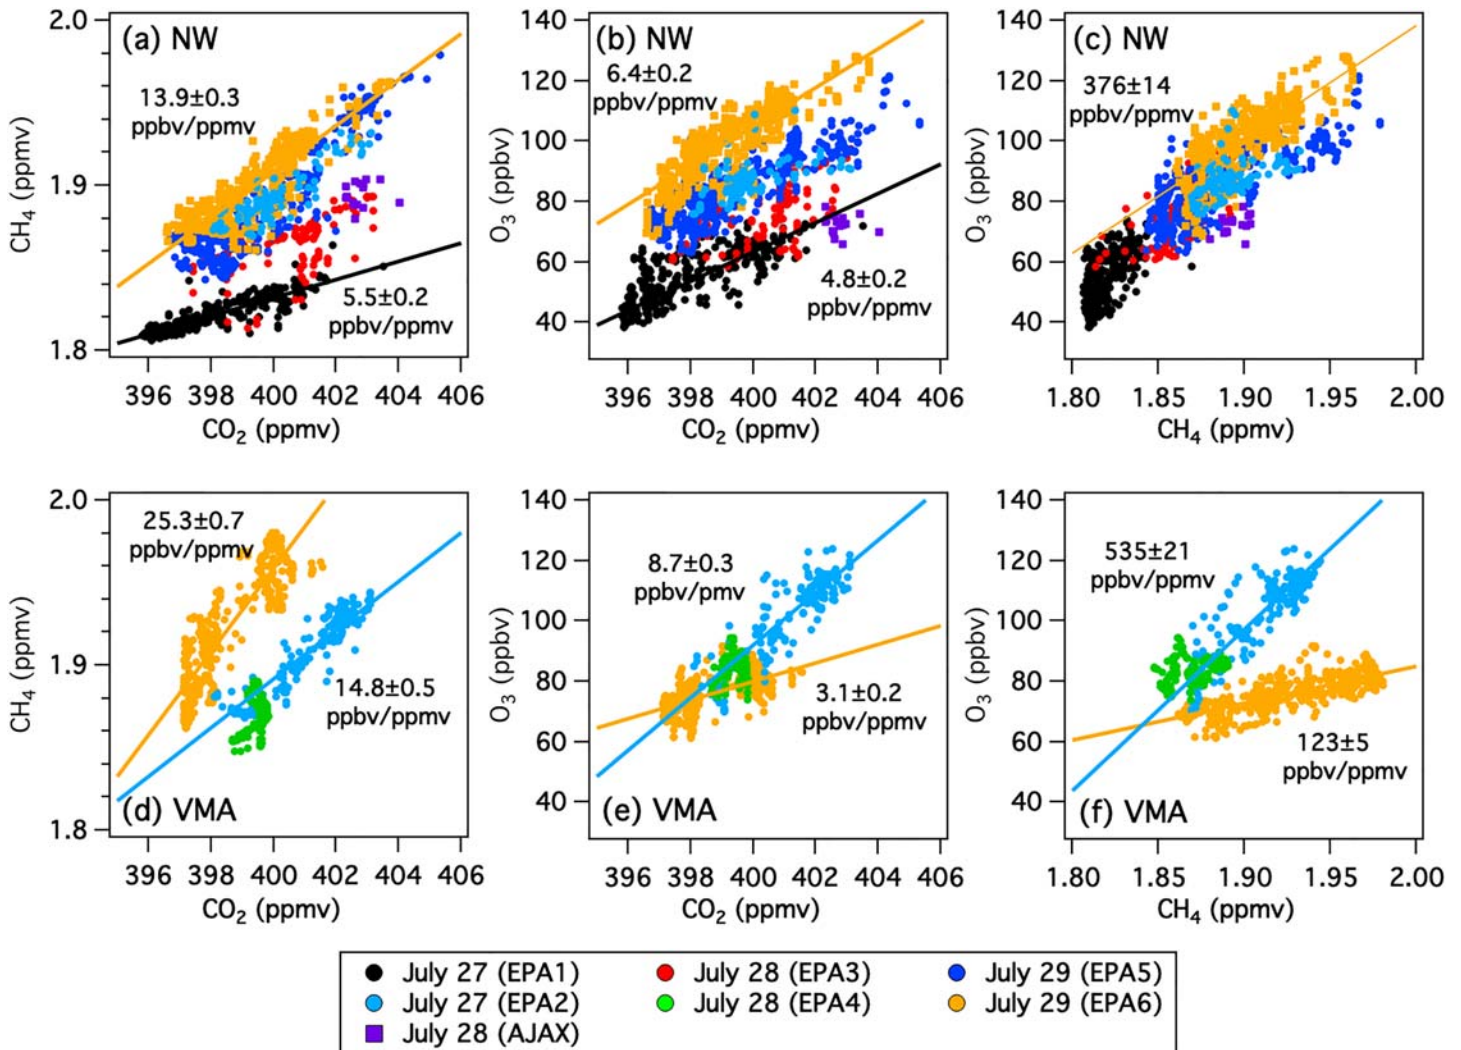 (a) NW
13.9±0.3
ppbv/ppmv
5.5±0.2
ppbv/ppmv
CH4 (ppmv)
2.0
1.9
1.8
396 398 400 402 404 406
CO2 (ppmv)
(b) NW
6.4±0.2
ppbv/ppmv
4.8±0.2
ppbv/ppmv
O3 (ppbv)
140
120
100
80
60
40
396 398 400 402 404 406
CO2 (ppmv)
(c) NW
376±14
ppbv/ppmv
O3 (ppbv)
140
120
100
80
60
40
1.80 1.85 1.90 1.95 2.00
CH4 (ppmv)
25.3±0.7
ppbv/ppmv
14.8±0.5
ppbv/ppmv
(d) VMA
CH4 (ppmv)
2.0
1.9
1.8
396 398 400 402 404 406
CO2 (ppmv)
8.7±0.3
ppbv/pmv
3.1±0.2
ppbv/ppmv
(e) VMA
O3 (ppbv)
140
120
100
80
60
40
396 398 400 402 404 406
CO2 (ppmv)
535±21
ppbv/ppmv
123±5
ppbv/ppmv
(f) VMA
O3 (ppbv)
140
120
100
80
60
40
1.80 1.85 1.90 1.95 2.00
CH4 (ppmv)
July 27 (EPA1) July 28 (EPA3) July 29 (EPA5)
July 27 (EPA2) July 28 (EPA4) July 29 (EPA6)
July 28 (AJAX)